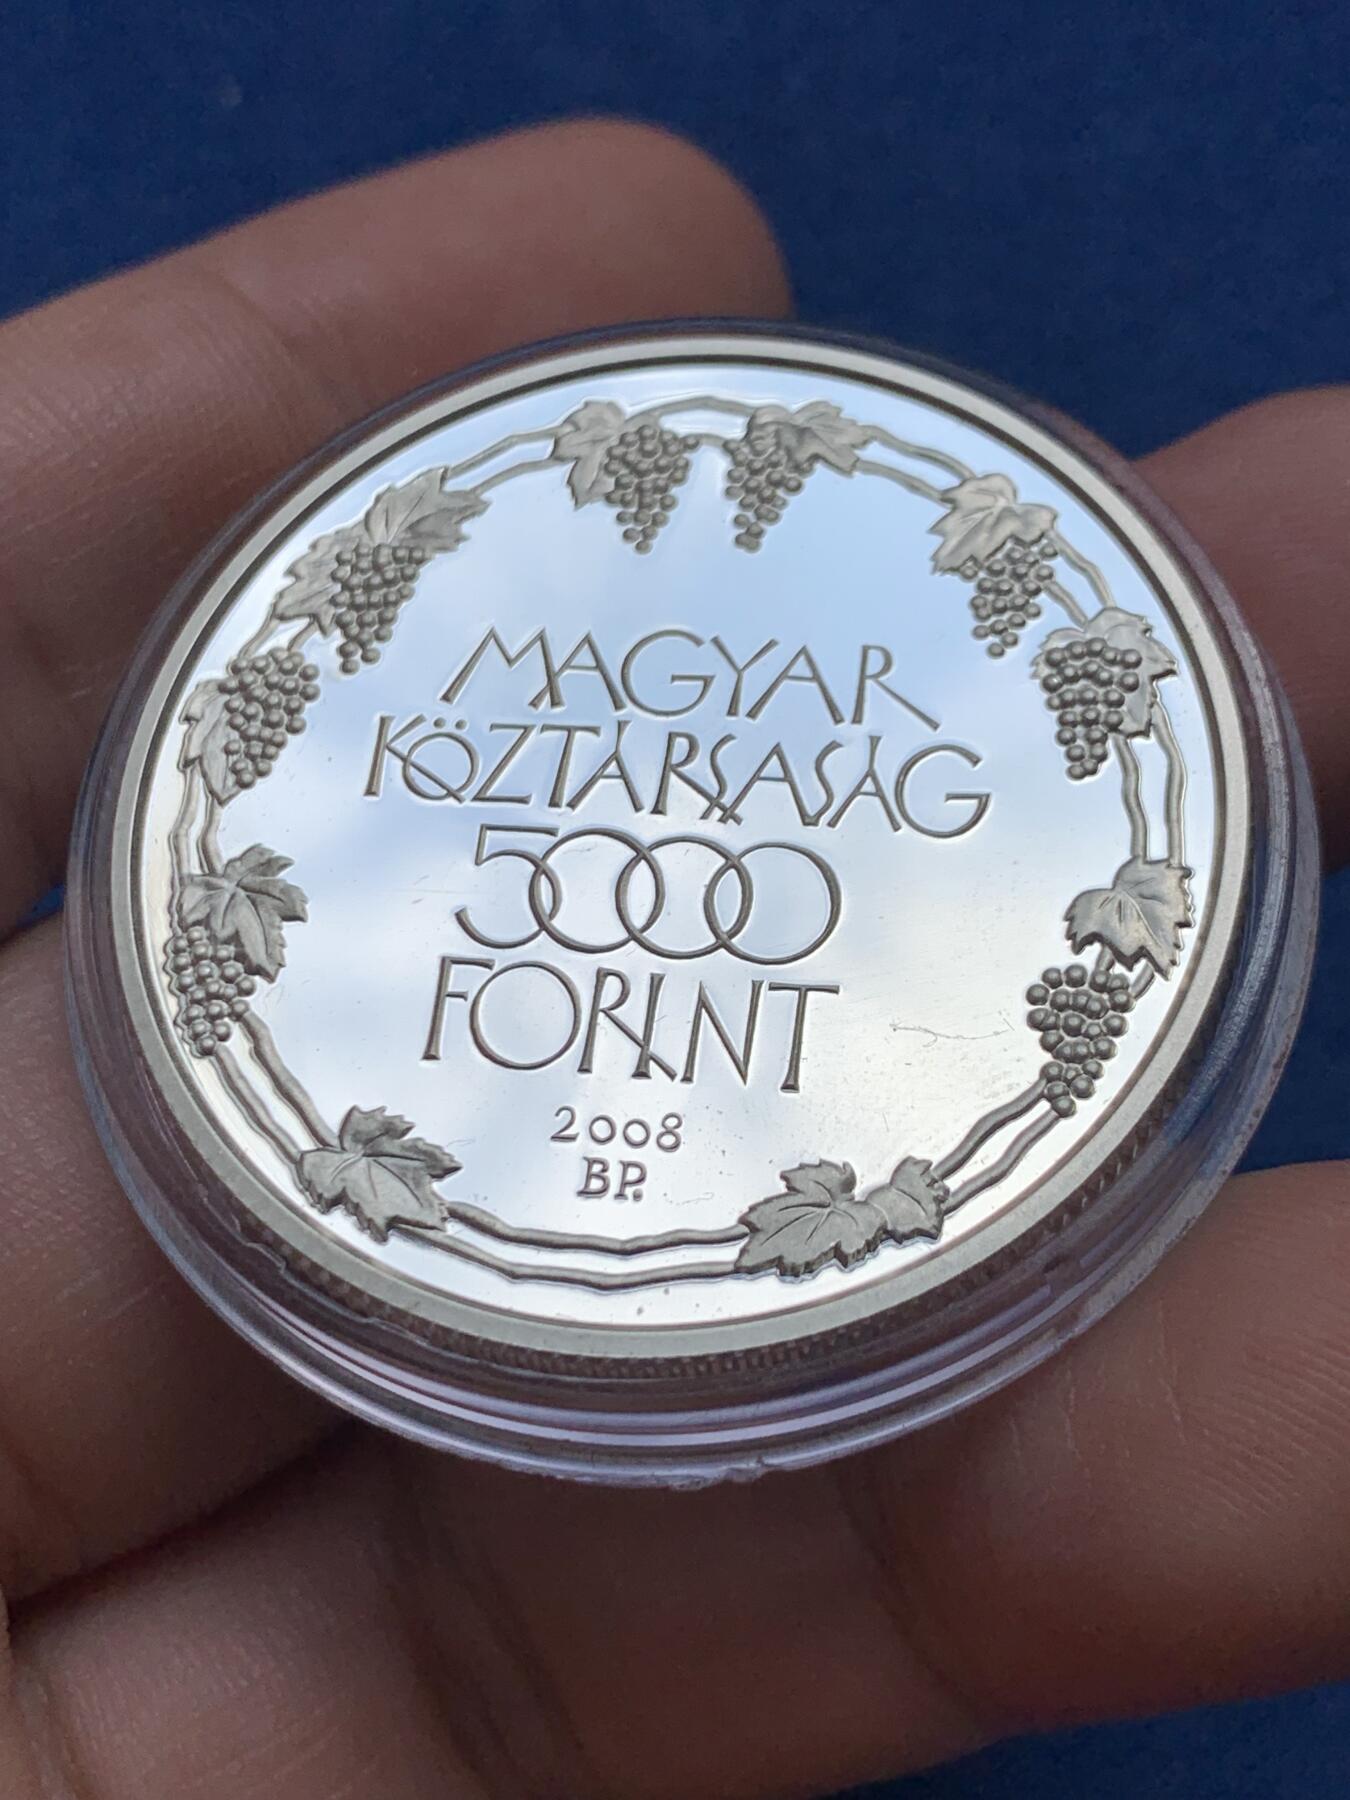 MAGYAR
KÖZTÁRSASÁG
5000
FORINT
2008
BP.